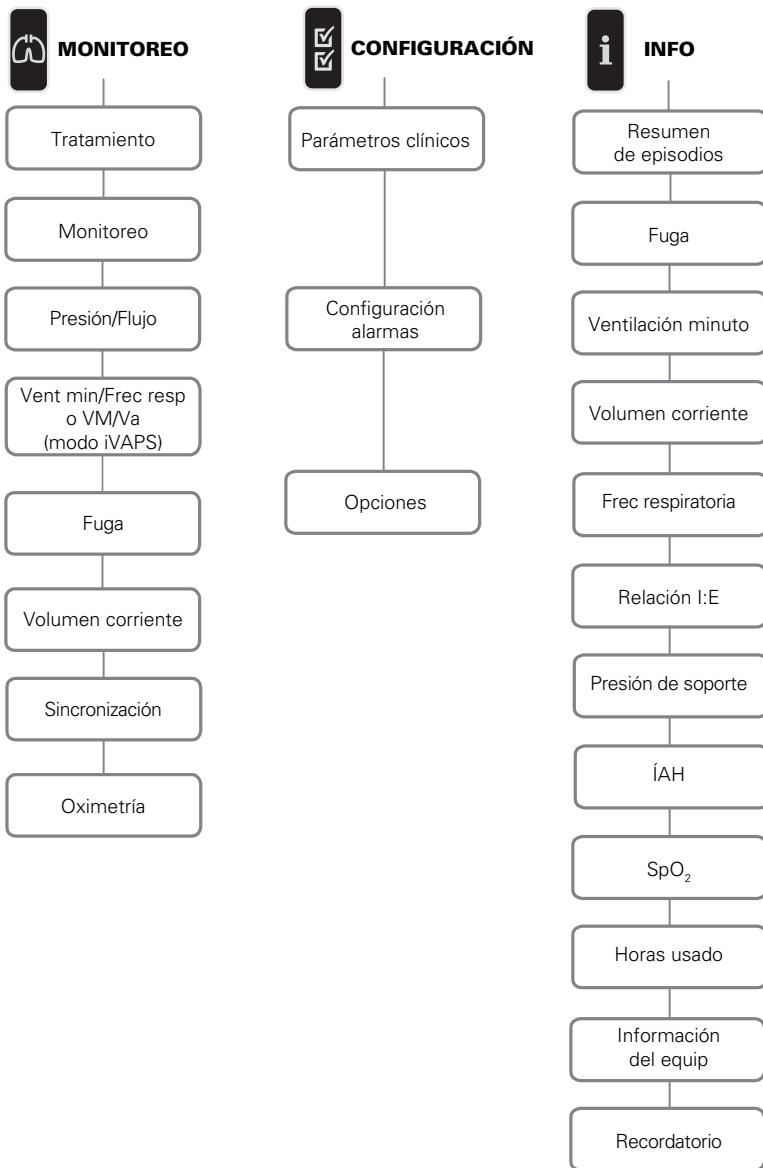 MONITOREO
Tratamiento
Monitoreo
Presión/Flujo
Vent min/Frec resp
o VM/Va
(modo iVAPS)
Fuga
Volumen corriente
Sincronización
Oximetría
CONFIGURACIÓN
Parámetros clínicos
Configuración
alarmas
Opciones
i
INFO
Resumen
de episodios
Fuga
Ventilación minuto
Volumen corriente
Frec respiratoria
Relación I:E
Presión de soporte
ÍAH
SpO₂
Horas usado
Información
del equip
Recordatorio